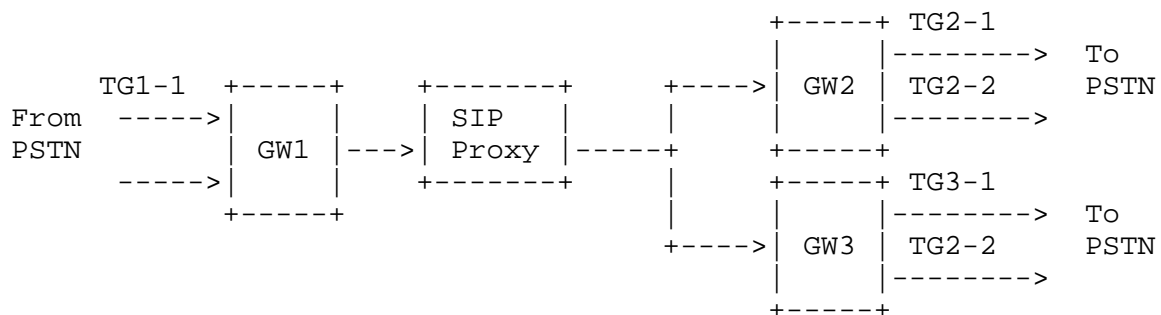 +-----+ TG2-1
                                                   |     |-------->  To
      TG1-1  +-----+     +-------+      +---->| GW2 | TG2-2      PSTN
From   ----->|     |     | SIP   |      |     |     |-------->
PSTN         | GW1 |--->| Proxy |-----+     +-----+
       ----->|     |     +-------+      |     +-----+ TG3-1
             +-----+                    |     |     |-------->  To
                                        +---->| GW3 | TG2-2      PSTN
                                              |     |-------->
                                              +-----+